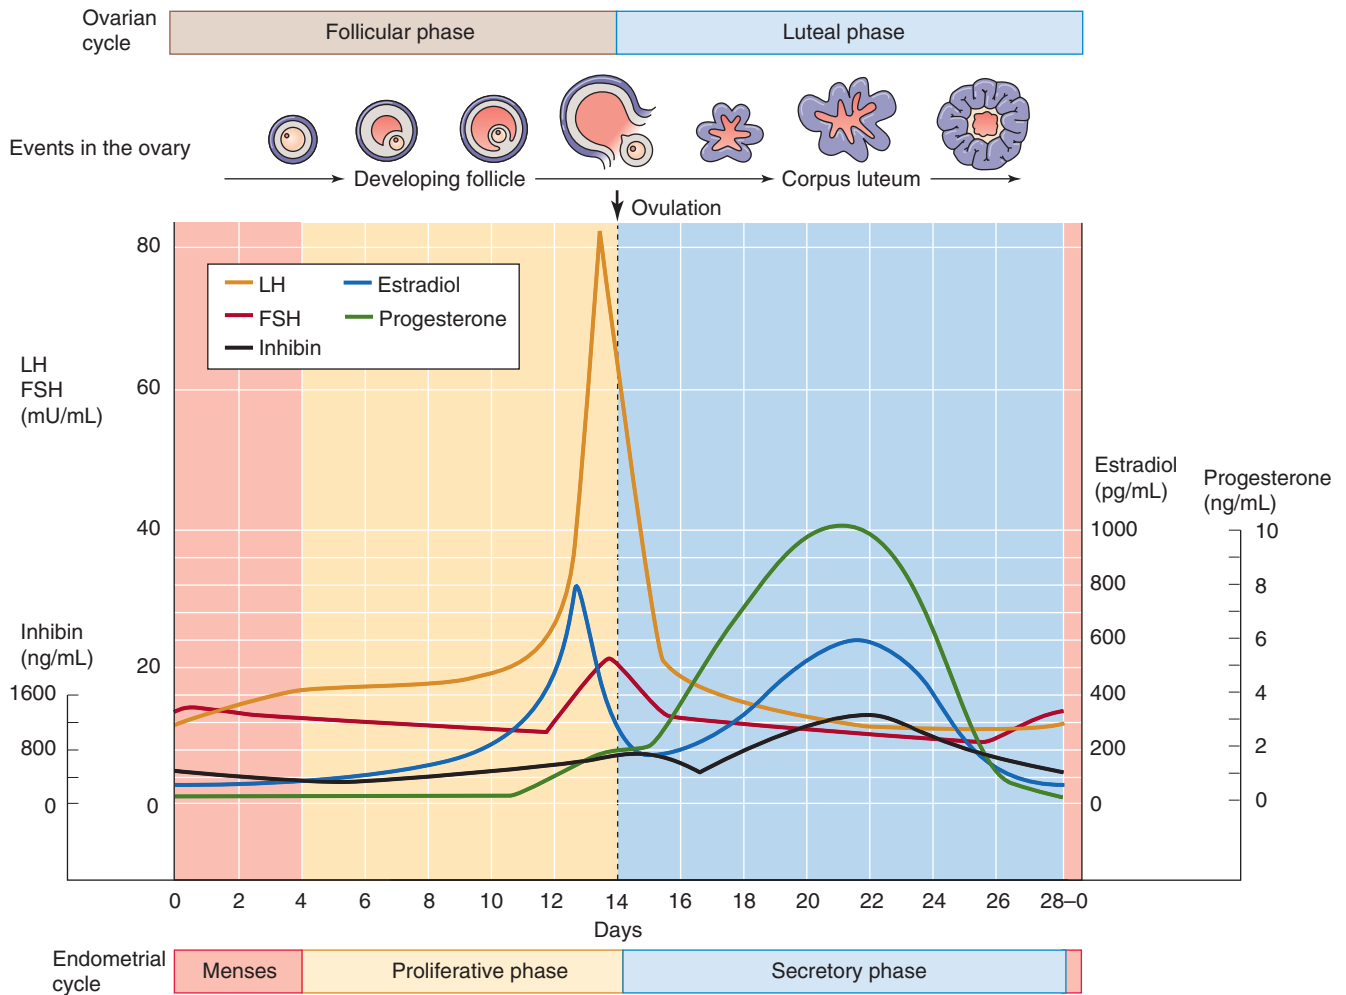 Ovarian
cycle
Follicular phase
Luteal phase
Events in the ovary
Developing follicle
Corpus luteum
Ovulation
LH
FSH
Inhibin
Estradiol
Progesterone
LH
FSH
(mU/mL)
80
60
40
20
0
Inhibin
(ng/mL)
1600
800
0
Estradiol
(pg/mL)
1000
800
600
400
200
0
Progesterone
(ng/mL)
10
8
6
4
2
0
0 2 4 6 8 10 12 14 16 18 20 22 24 26 28–0
Days
Endometrial
cycle
Menses
Proliferative phase
Secretory phase